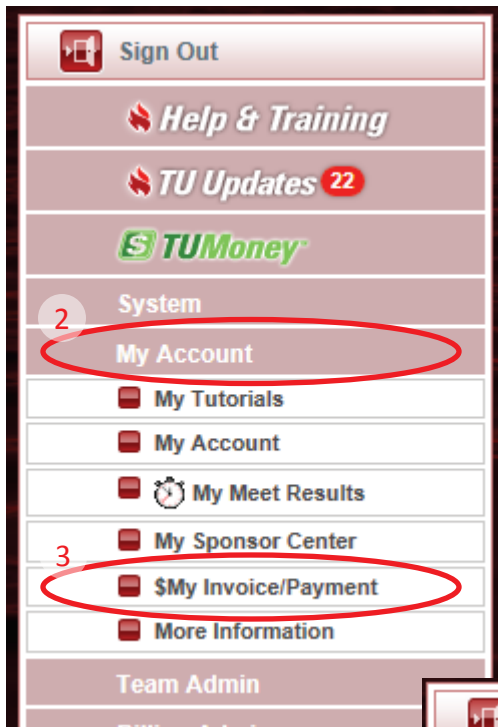 Sign Out
Help & Training
TU Updates 22
$ TUMoney
System
2
My Account
My Tutorials
My Account
My Meet Results
My Sponsor Center
3
$My Invoice/Payment
More Information
Team Admin